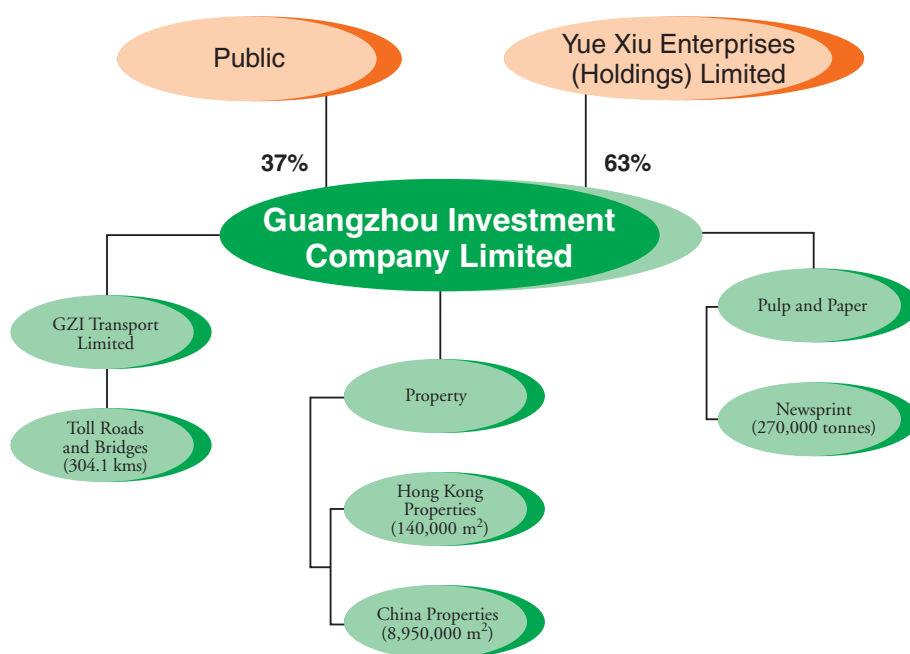 Public
Yue Xiu Enterprises
(Holdings) Limited
37%
63%
Guangzhou Investment
Company Limited
GZI Transport
Limited
Pulp and Paper
Property
Toll Roads
and Bridges
(304.1 kms)
Newsprint
(270,000 tonnes)
Hong Kong
Properties
(140,000 m²)
China Properties
(8,950,000 m²)